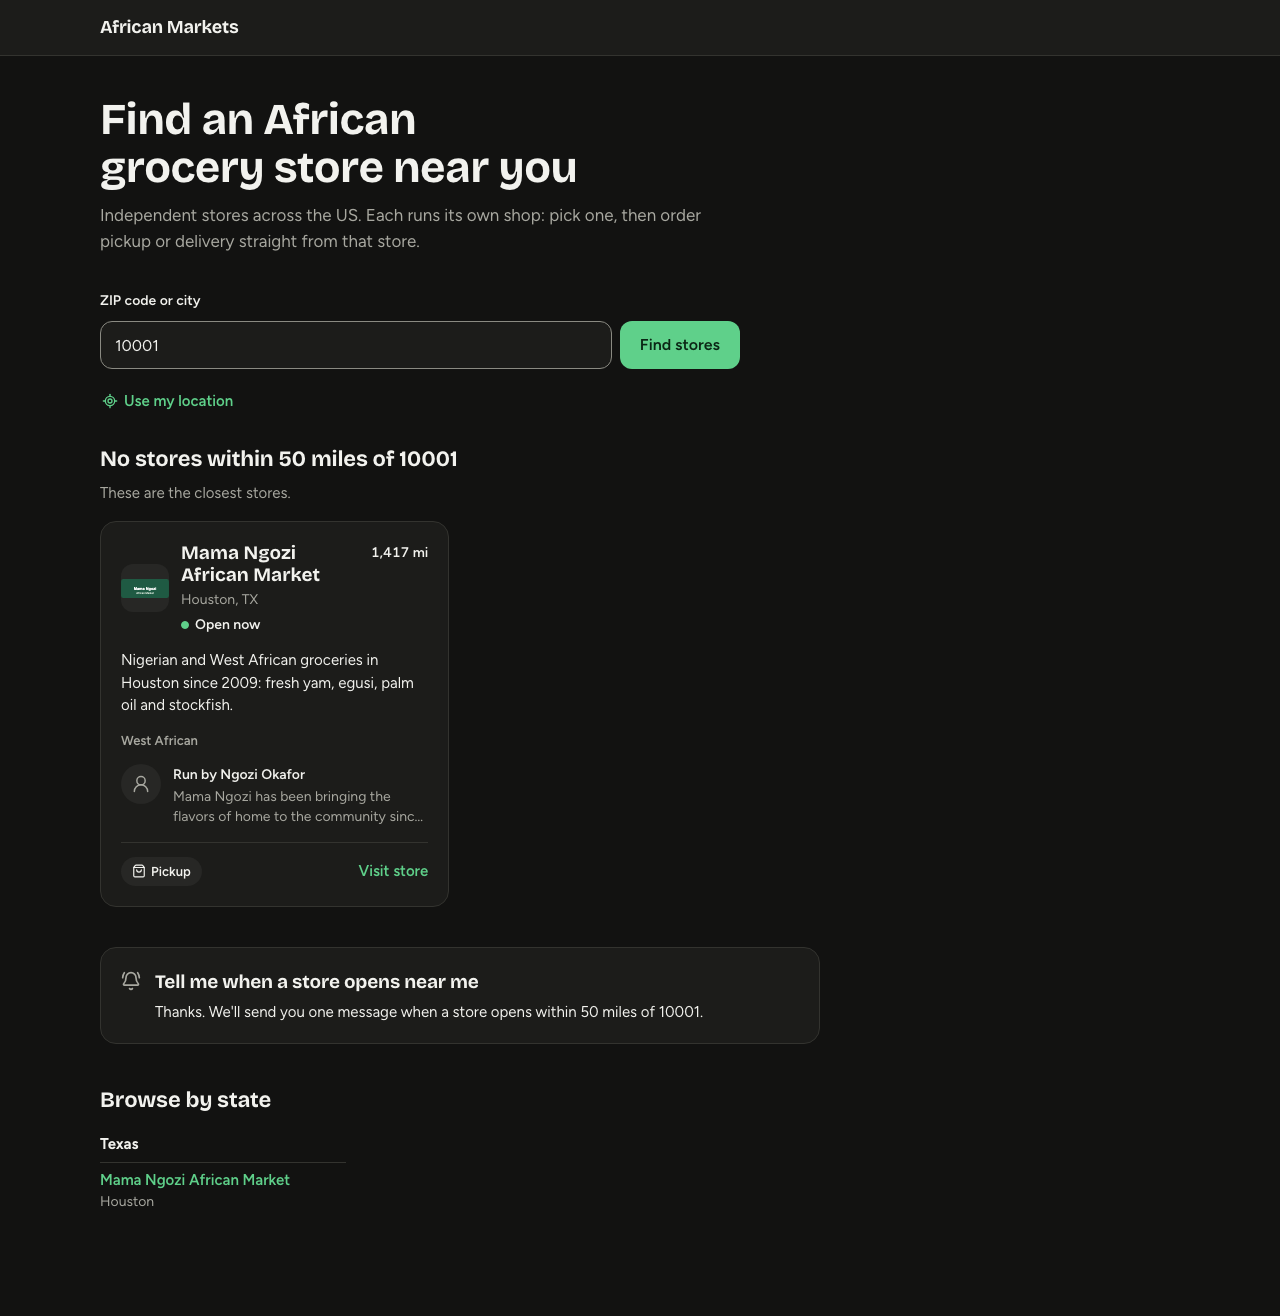 African Markets
Find an African
grocery store near you
Independent stores across the US. Each runs its own shop: pick one, then order
pickup or delivery straight from that store.
ZIP code or city
10001
Find stores
Use my location
No stores within 50 miles of 10001
These are the closest stores.
Mama Ngozi
African Market
1,417 mi
Houston, TX
Open now
Mama Ngozi
Nigerian and West African groceries in
Houston since 2009: fresh yam, egusi, palm
oil and stockfish.
West African
Run by Ngozi Okafor
Mama Ngozi has been bringing the
flavors of home to the community sinc...
Pickup
Visit store
Tell me when a store opens near me
Thanks. We'll send you one message when a store opens within 50 miles of 10001.
Browse by state
Texas
Mama Ngozi African Market
Houston